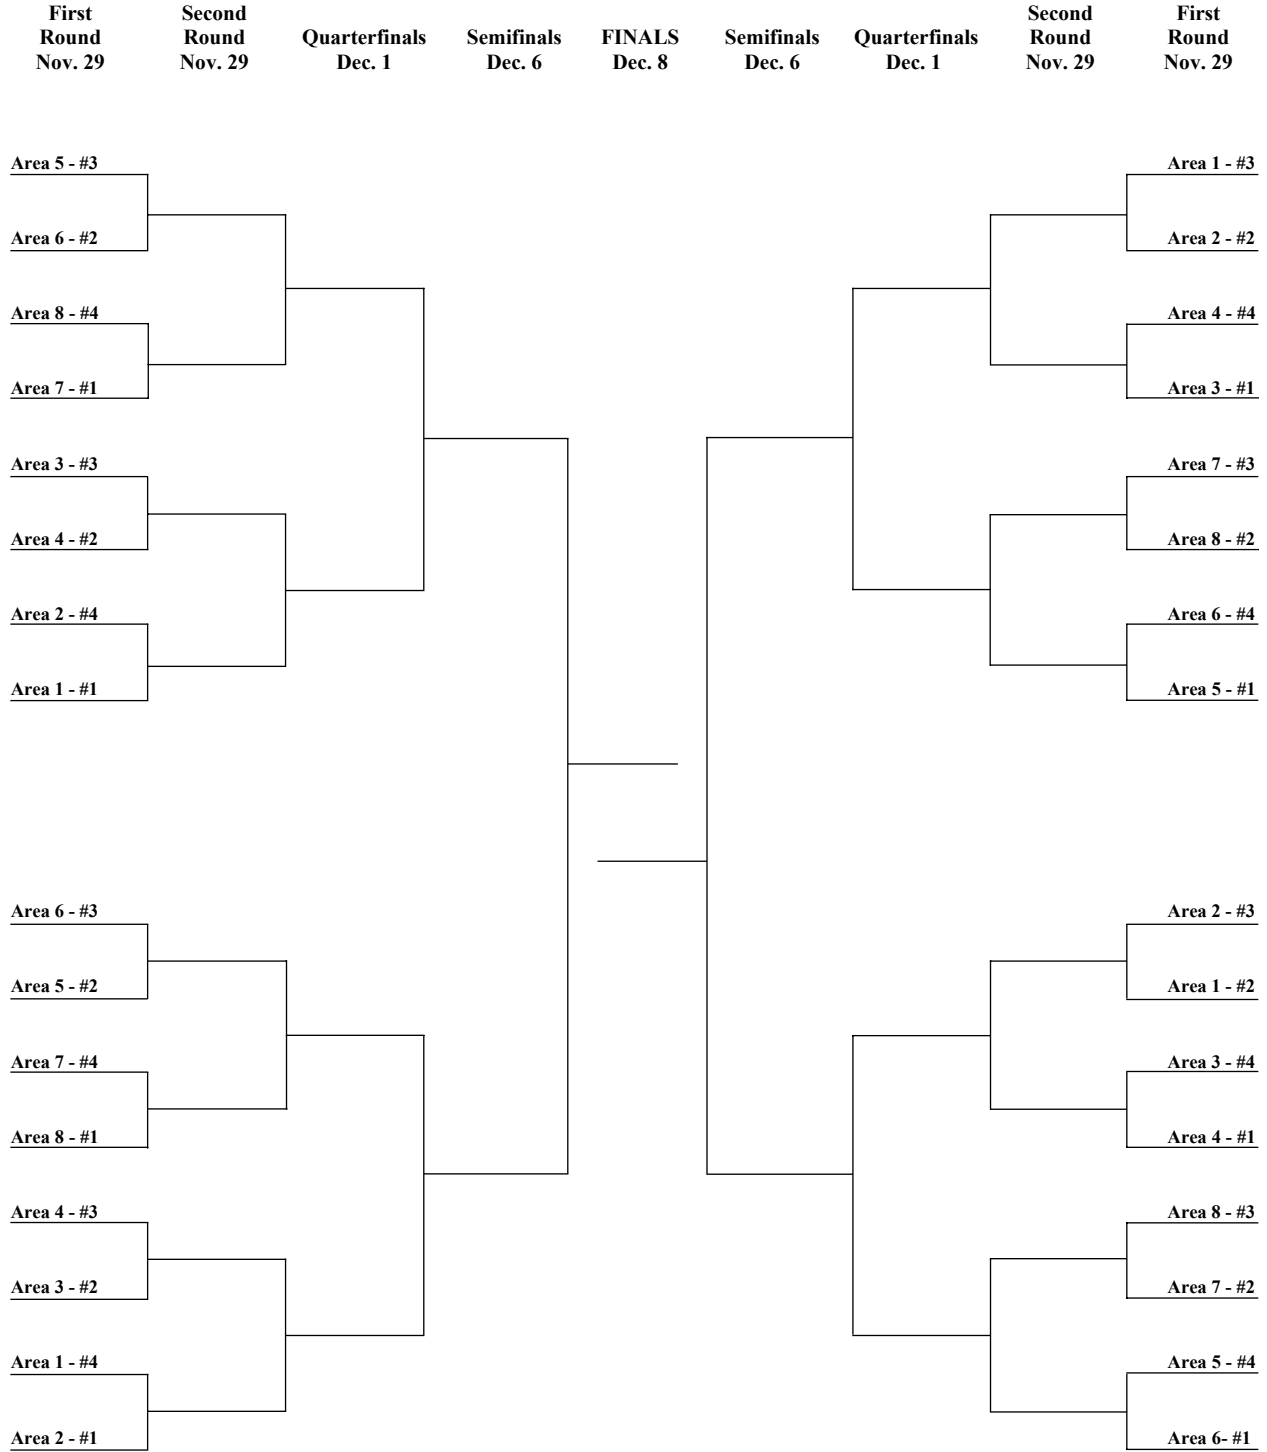 First Second Second First
Round Round Quarterfinals Semifinals FINALS Semifinals Quarterfinals Round Round
Nov. 29 Nov. 29 Dec. 1 Dec. 6 Dec. 8 Dec. 6 Dec. 1 Nov. 29 Nov. 29
Area 5 - #3 Area 1 - #3
Area 6 - #2 Area 2 - #2
Area 8 - #4 Area 4 - #4
Area 7 - #1 Area 3 - #1
Area 3 - #3 Area 7 - #3
Area 4 - #2 Area 8 - #2
Area 2 - #4 Area 6 - #4
Area 1 - #1 Area 5 - #1
Area 6 - #3 Area 2 - #3
Area 5 - #2 Area 1 - #2
Area 7 - #4 Area 3 - #4
Area 8 - #1 Area 4 - #1
Area 4 - #3 Area 8 - #3
Area 3 - #2 Area 7 - #2
Area 1 - #4 Area 5 - #4
Area 2 - #1 Area 6- #1